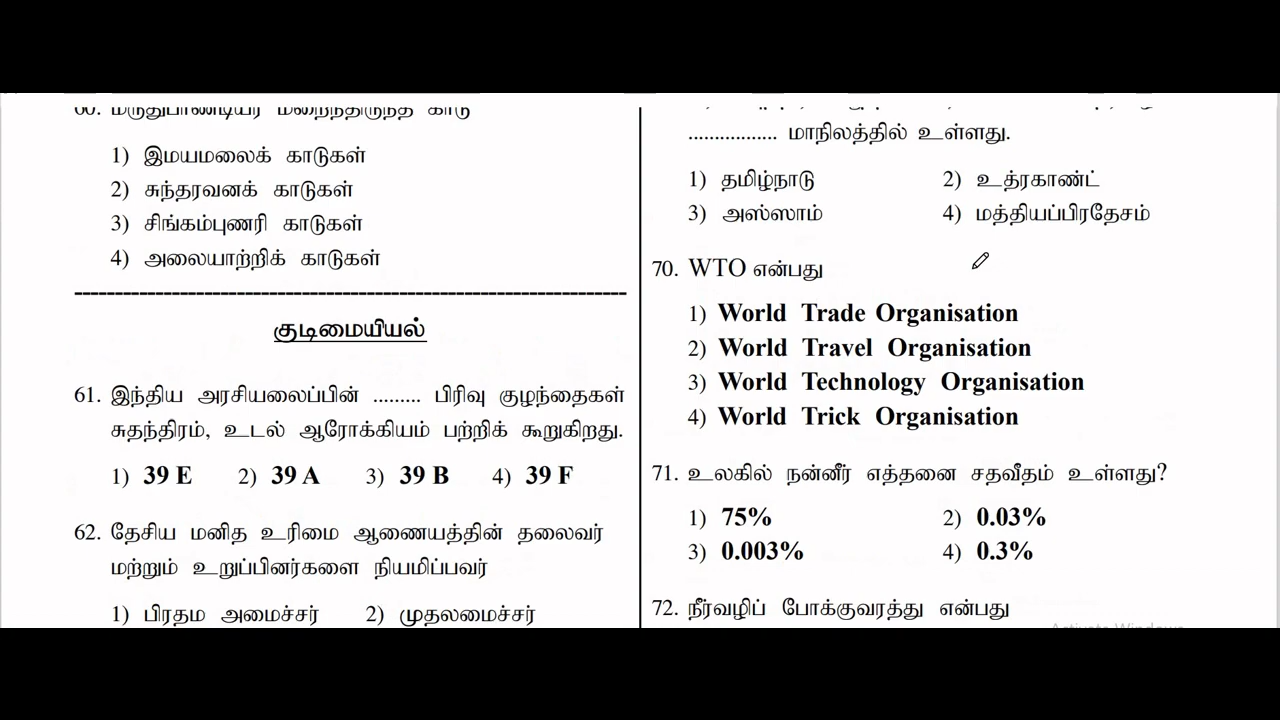 60. மருதுபாண்டியர் மறைந்திருந்த காடு
1) இமயமலைக் காடுகள்
2) சுந்தரவனக் காடுகள்
3) சிங்கம்புணரி காடுகள்
4) அலையாற்றிக் காடுகள்
குடிமையியல்
61. இந்திய அரசியலைப்பின் ......... பிரிவு குழந்தைகள்
சுதந்திரம், உடல் ஆரோக்கியம் பற்றிக் கூறுகிறது.
1) 39 E 2) 39 A 3) 39 B 4) 39 F
62. தேசிய மனித உரிமை ஆணையத்தின் தலைவர்
மற்றும் உறுப்பினர்களை நியமிப்பவர்
1) பிரதம அமைச்சர் 2) முதலமைச்சர்
................. மாநிலத்தில் உள்ளது.
1) தமிழ்நாடு 2) உத்ரகாண்ட்
3) அஸ்ஸாம் 4) மத்தியப்பிரதேசம்
70. WTO என்பது
1) World Trade Organisation
2) World Travel Organisation
3) World Technology Organisation
4) World Trick Organisation
71. உலகில் நன்னீர் எத்தனை சதவீதம் உள்ளது?
1) 75% 2) 0.03%
3) 0.003% 4) 0.3%
72. நீர்வழிப் போக்குவரத்து என்பது